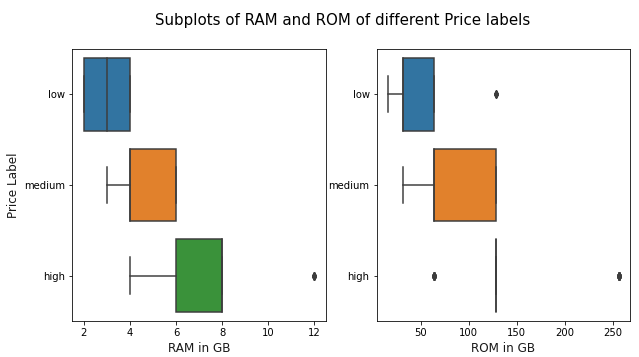 Subplots of RAM and ROM of different Price labels
Price Label
low
medium
high
2 4 6 8 10 12
RAM in GB
low
medium
high
50 100 150 200 250
ROM in GB